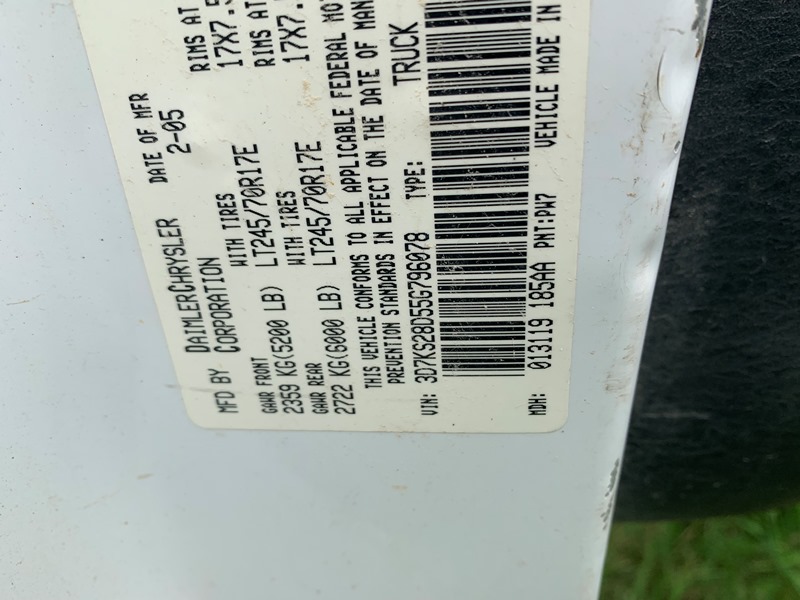 MFD BY DAIMLERCHRYSLER CORPORATION DATE OF MFR 2-05
GAWR FRONT WITH TIRES RIMS AT
2359 KG(5200 LB) LT245/70R17E 17X7.5
GAWR REAR WITH TIRES RIMS AT
2722 KG(6000 LB) LT245/70R17E 17X7.
THIS VEHICLE CONFORMS TO ALL APPLICABLE FEDERAL MOT
PREVENTION STANDARDS IN EFFECT ON THE DATE OF MAN
VIN: 3D7KS28D55G796078 TYPE: TRUCK
MDH: 013119 185AA PNT:PW7 VEHICLE MADE IN